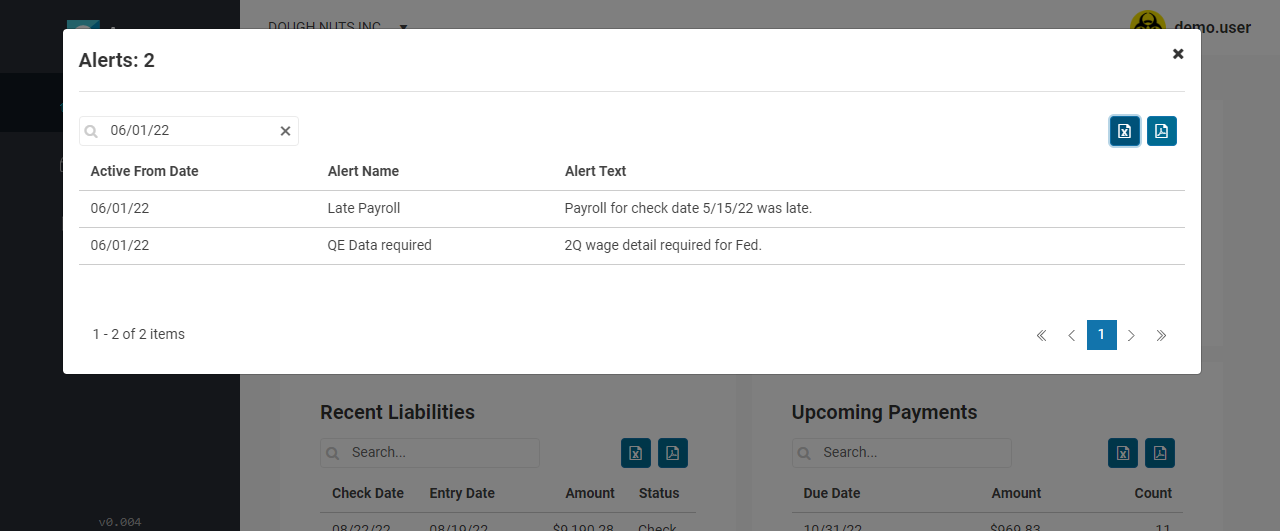 DOUGH NUTS INC
demo.user
Alerts: 2
06/01/22
Active From Date Alert Name Alert Text
06/01/22 Late Payroll Payroll for check date 5/15/22 was late.
06/01/22 QE Data required 2Q wage detail required for Fed.
1 - 2 of 2 items 1
Recent Liabilities Upcoming Payments
Search... Search...
Check Date Entry Date Amount Status Due Date Amount Count
08/22/22 08/19/22 $9,190.28 Check 10/31/22 $969.83 11
v0.004